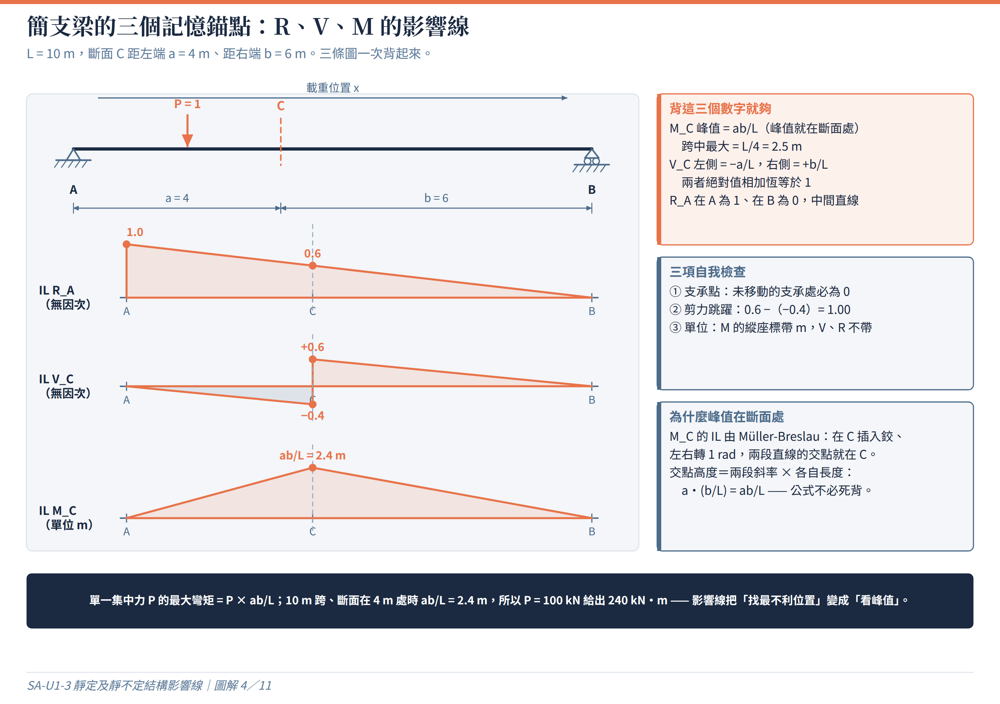 簡支梁的三個記憶錨點：R、V、M 的影響線
L = 10 m，斷面 C 距左端 a = 4 m、距右端 b = 6 m。三條圖一次背起來。
載重位置 x
P = 1
C
A
B
a = 4
b = 6
1.0
0.6
IL R_A
（無因次）
A
C
B
+0.6
IL V_C
（無因次）
A
C
B
−0.4
ab/L = 2.4 m
IL M_C
（單位 m）
A
C
B
背這三個數字就夠
M_C 峰值 = ab/L（峰值就在斷面處）
跨中最大 = L/4 = 2.5 m
V_C 左側 = −a/L，右側 = +b/L
兩者絕對值相加恆等於 1
R_A 在 A 為 1、在 B 為 0，中間直線
三項自我檢查
① 支承點：未移動的支承處必為 0
② 剪力跳躍：0.6 −（−0.4）= 1.00
③ 單位：M 的縱座標帶 m，V、R 不帶
為什麼峰值在斷面處
M_C 的 IL 由 Müller-Breslau：在 C 插入鉸、
左右轉 1 rad，兩段直線的交點就在 C。
交點高度＝兩段斜率 × 各自長度：
a・(b/L) = ab/L —— 公式不必死背。
單一集中力 P 的最大彎矩 = P × ab/L；10 m 跨、斷面在 4 m 處時 ab/L = 2.4 m，所以 P = 100 kN 給出 240 kN・m —— 影響線把「找最不利位置」變成「看峰值」。
SA-U1-3 靜定及靜不定結構影響線｜圖解 4／11